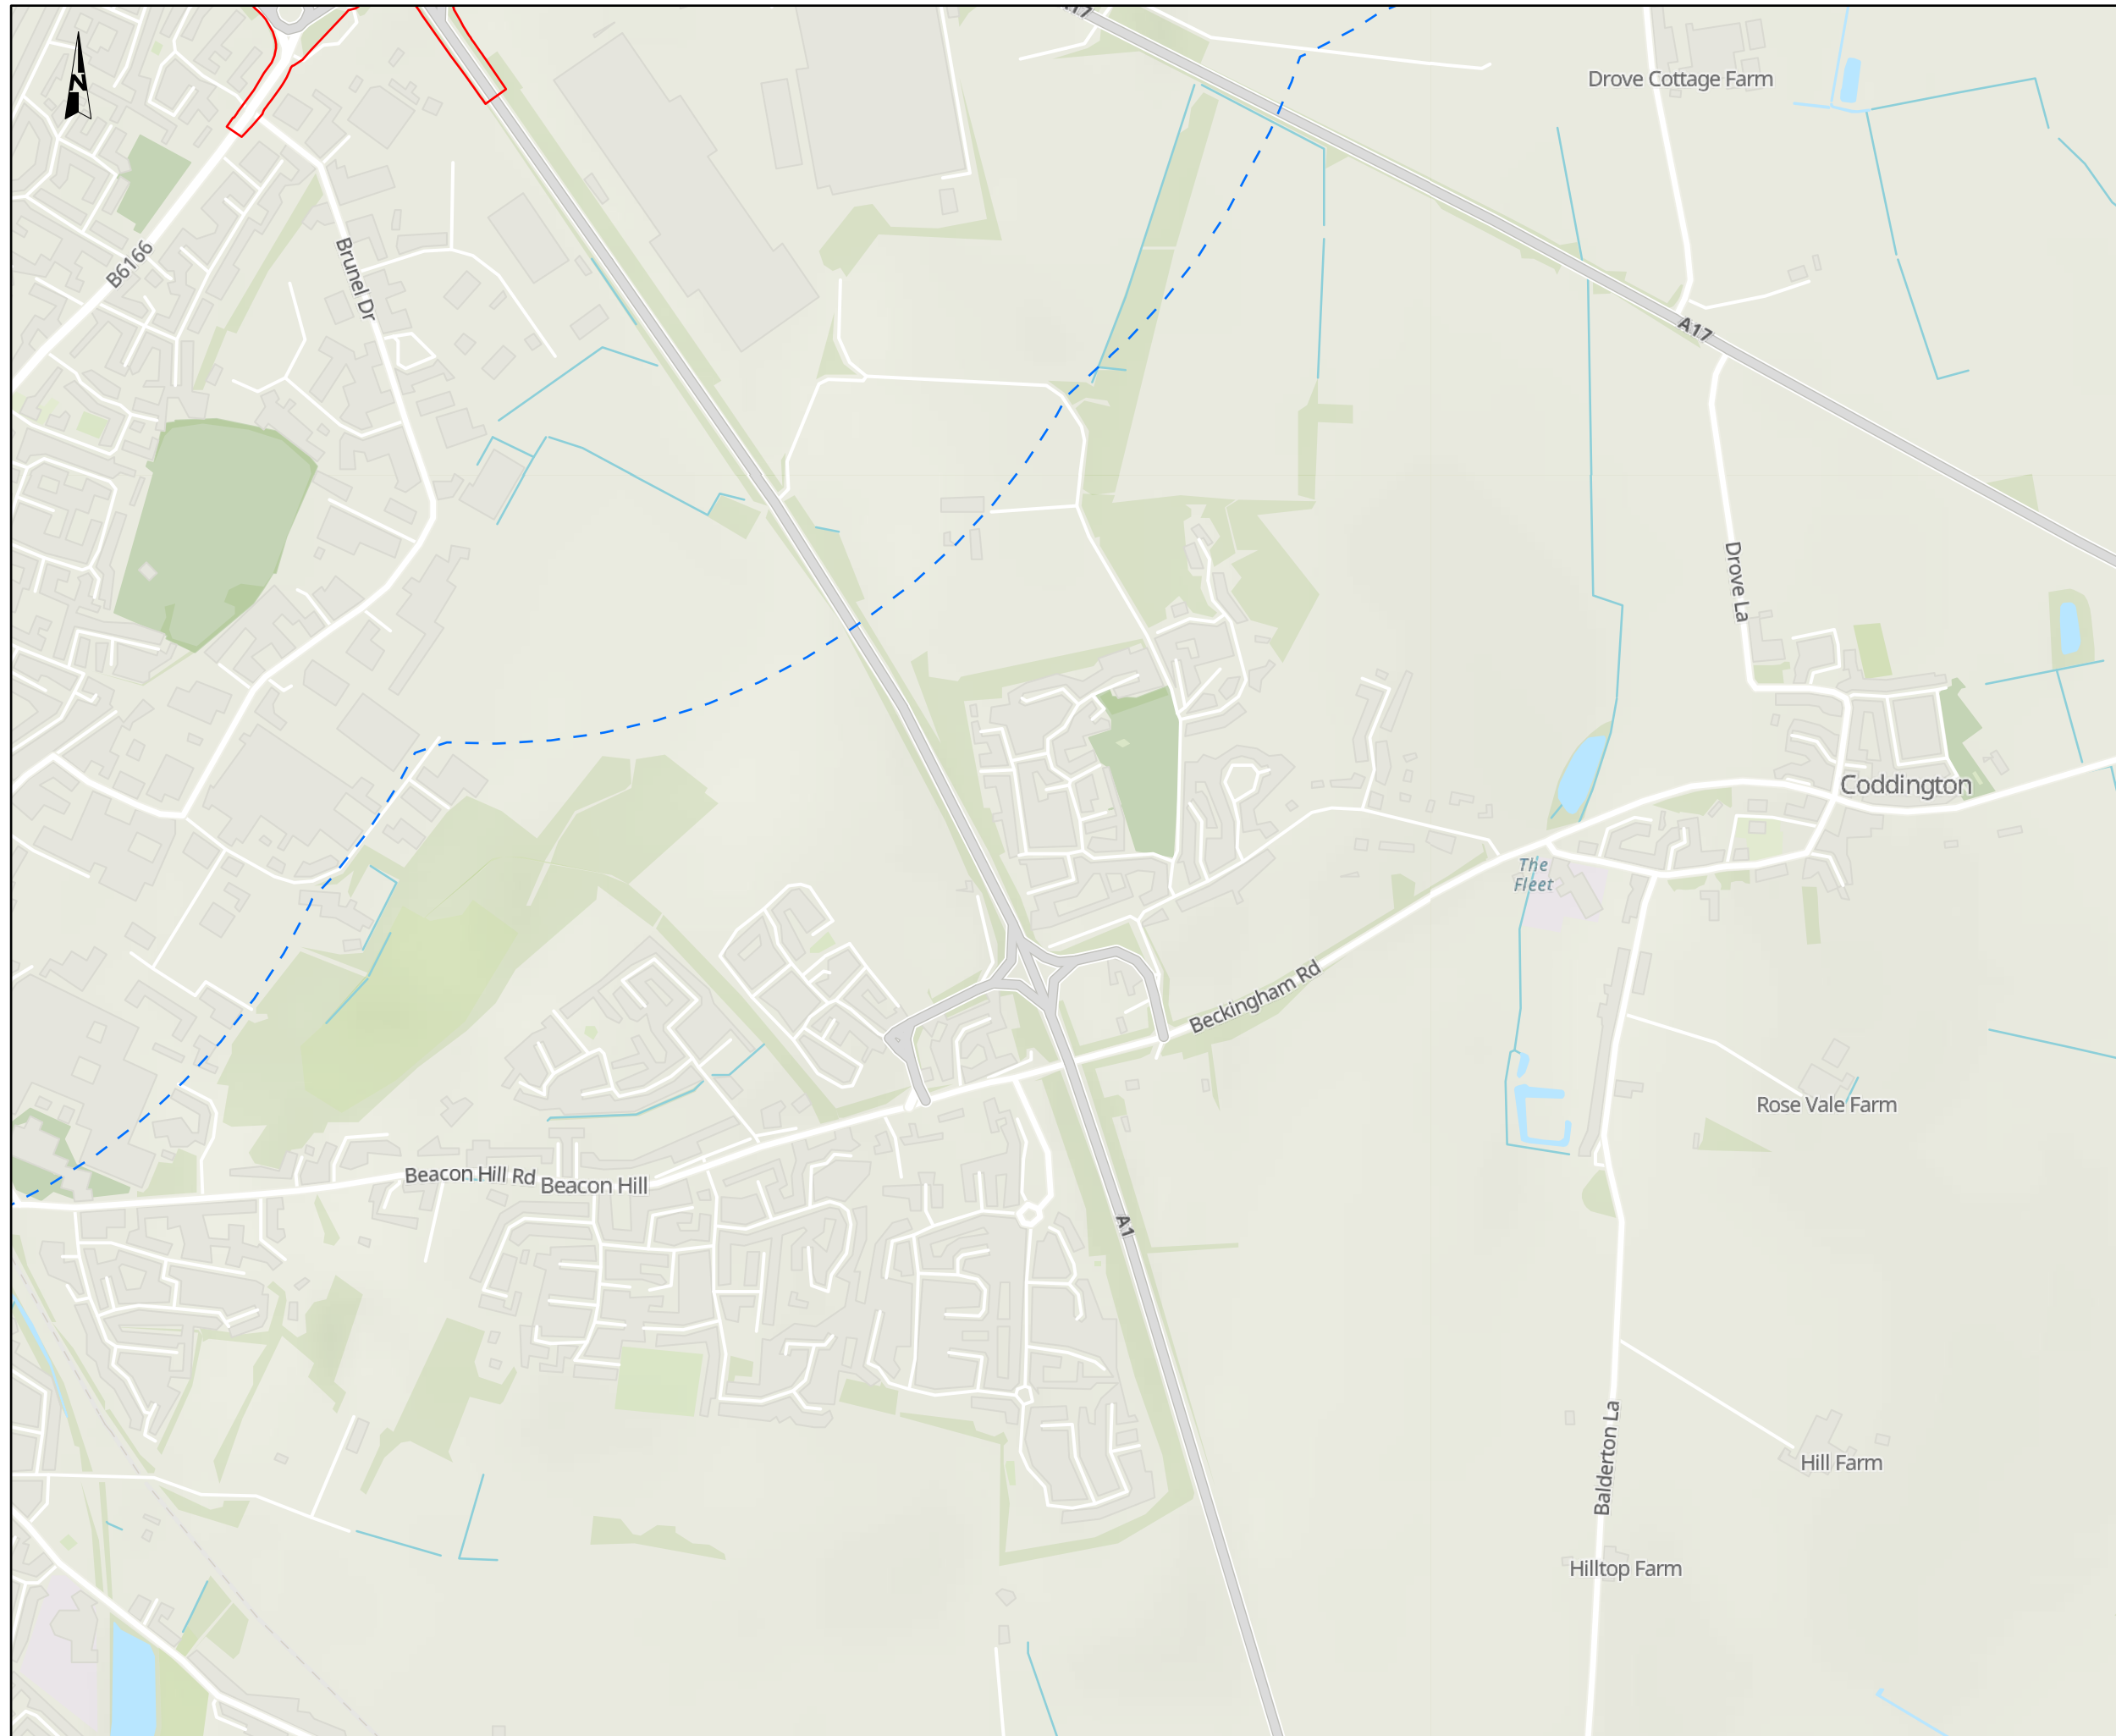 A17
N
Drove Cottage Farm
B6166
Brunel Dr
A17
Drove La
Coddington
The
Fleet
Beckingham Rd
Rose Vale Farm
Beacon Hill Rd
Beacon Hill
A1
Balderton La
Hill Farm
Hilltop Farm